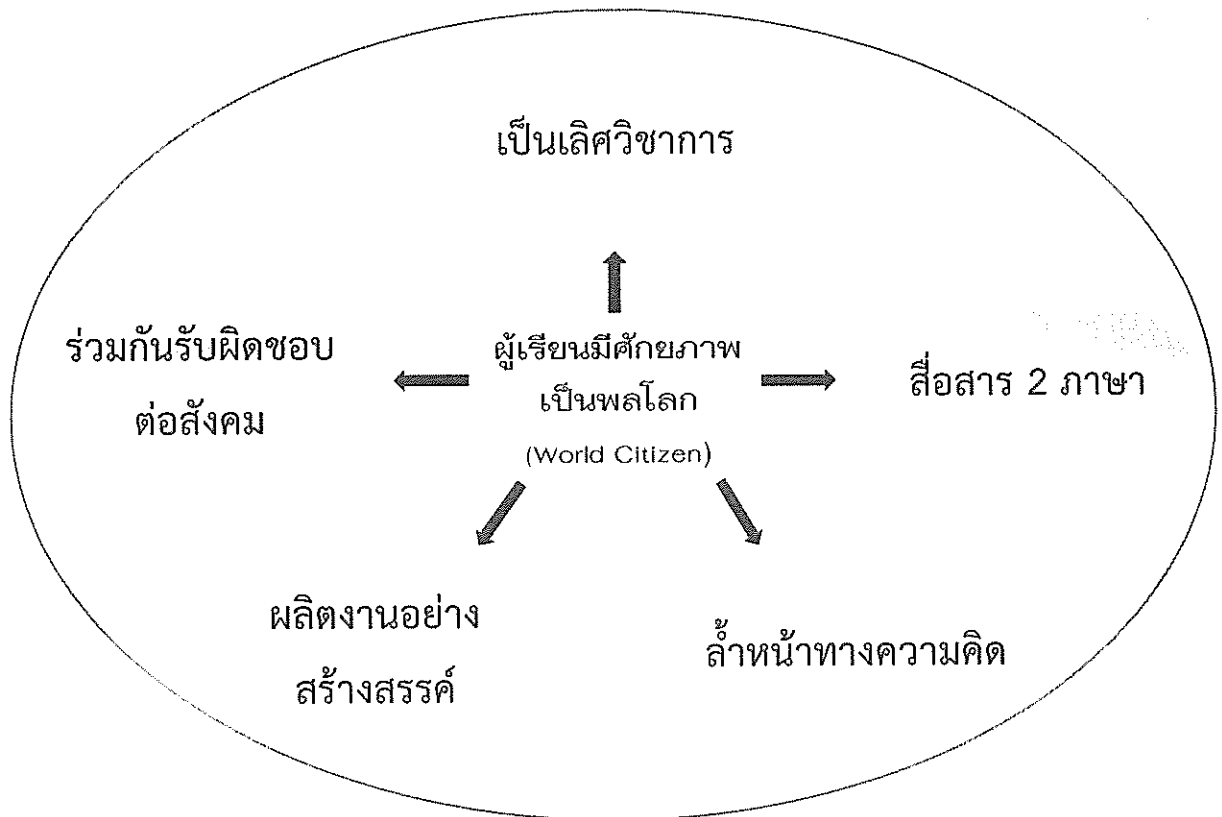 เป็นเลิศวิชาการ
ร่วมกันรับผิดชอบ
ต่อสังคม
ผู้เรียนมีศักยภาพ
เป็นพลโลก
(World Citizen)
สื่อสาร 2 ภาษา
ผลิตงานอย่าง
สร้างสรรค์
ล้ำหน้าทางความคิด